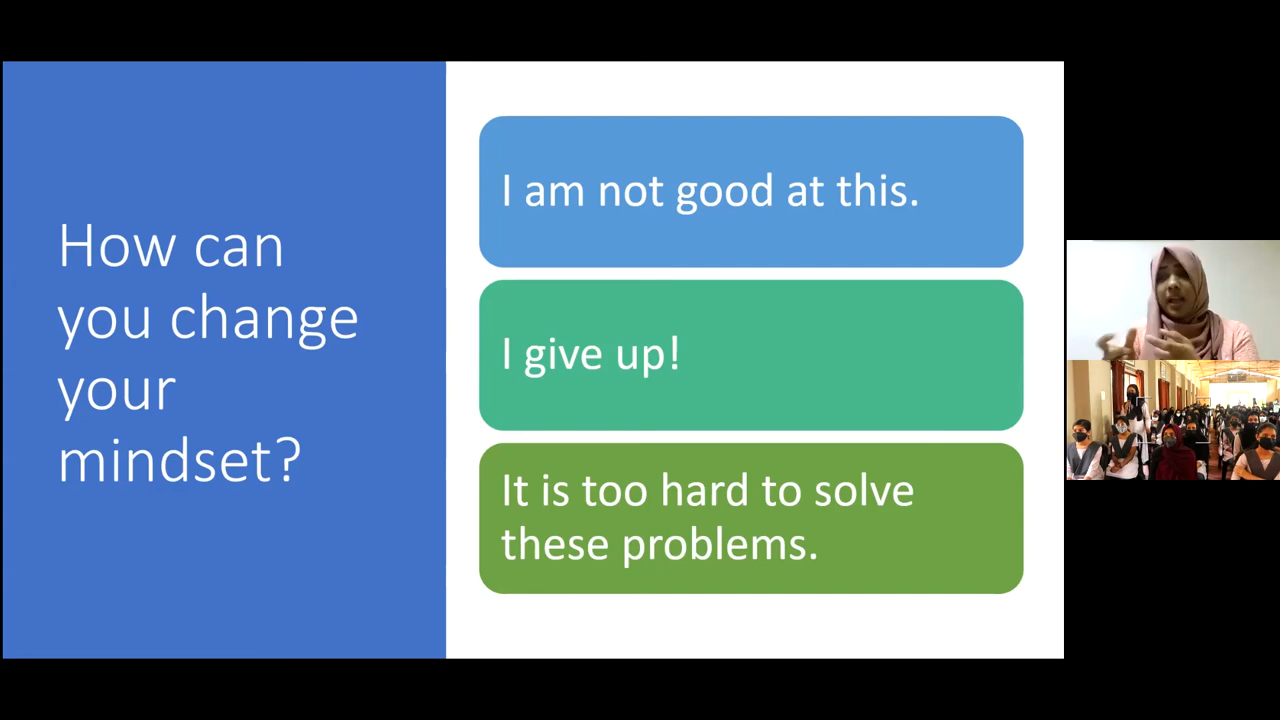 How can
you change
your
mindset?
I am not good at this.
I give up!
It is too hard to solve
these problems.